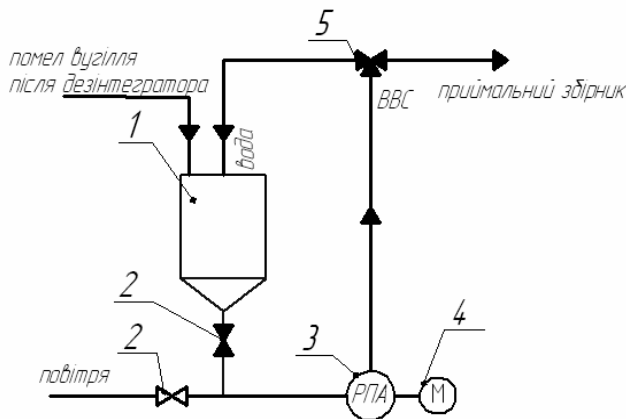 5
помел вугілля
після дезінтегратора
ВВС
приймальний збірник
1
вода
2
2
3
4
повітря
РПА
М